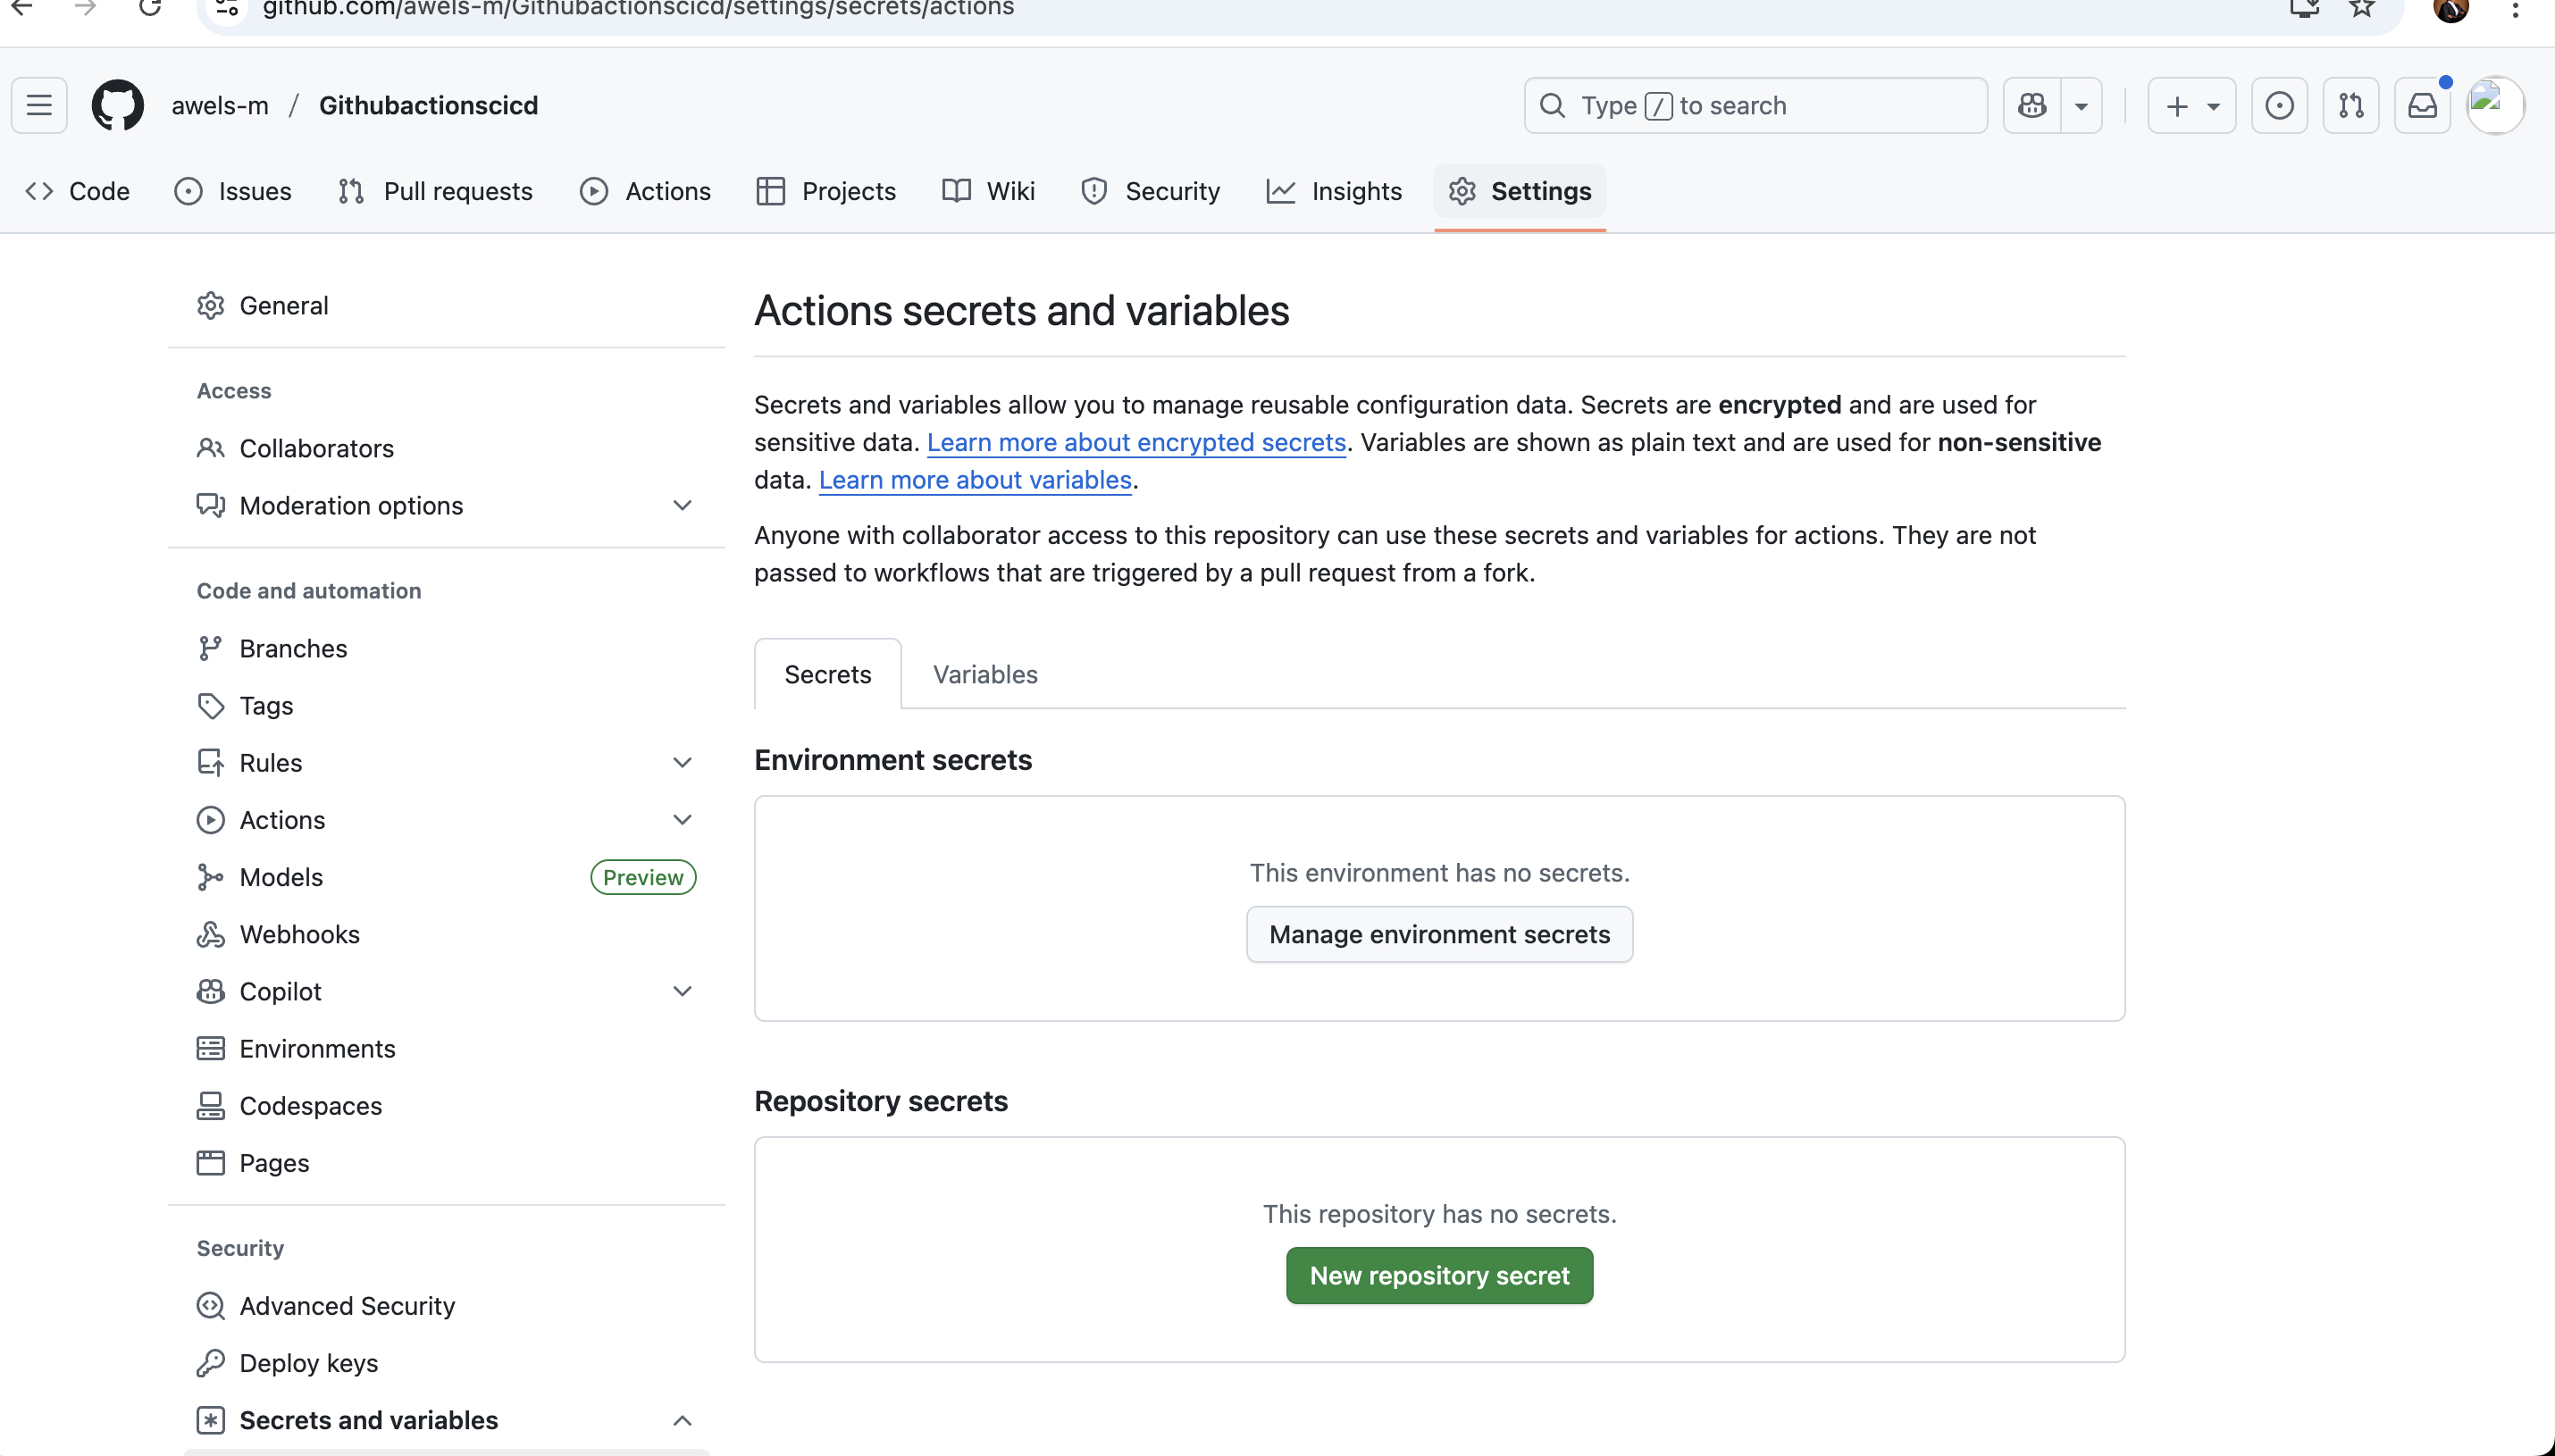 github.com/awels-m/Githubactionscicd/settings/secrets/actions
awels-m / Githubactionscicd
Type / to search
Code
Issues
Pull requests
Actions
Projects
Wiki
Security
Insights
Settings
General
Access
Collaborators
Moderation options
Code and automation
Branches
Tags
Rules
Actions
Models
Preview
Webhooks
Copilot
Environments
Codespaces
Pages
Security
Advanced Security
Deploy keys
Secrets and variables
Actions secrets and variables
Secrets and variables allow you to manage reusable configuration data. Secrets are encrypted and are used for
sensitive data. Learn more about encrypted secrets. Variables are shown as plain text and are used for non-sensitive
data. Learn more about variables.
Anyone with collaborator access to this repository can use these secrets and variables for actions. They are not
passed to workflows that are triggered by a pull request from a fork.
Secrets
Variables
Environment secrets
This environment has no secrets.
Manage environment secrets
Repository secrets
This repository has no secrets.
New repository secret